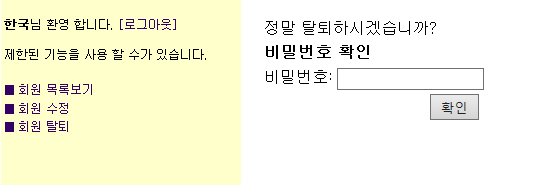 한국님 환영 합니다. [로그아웃]
제한된 기능을 사용 할 수가 있습니다.
■ 회원 목록보기
■ 회원 수정
■ 회원 탈퇴
정말 탈퇴하시겠습니까?
비밀번호 확인
비밀번호:
확인